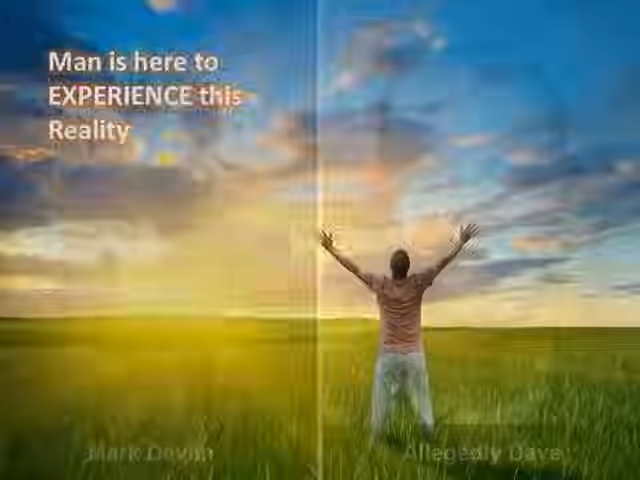 Man is here to
EXPERIENCE this
Reality
Mark Devlin
Allegedly Dave